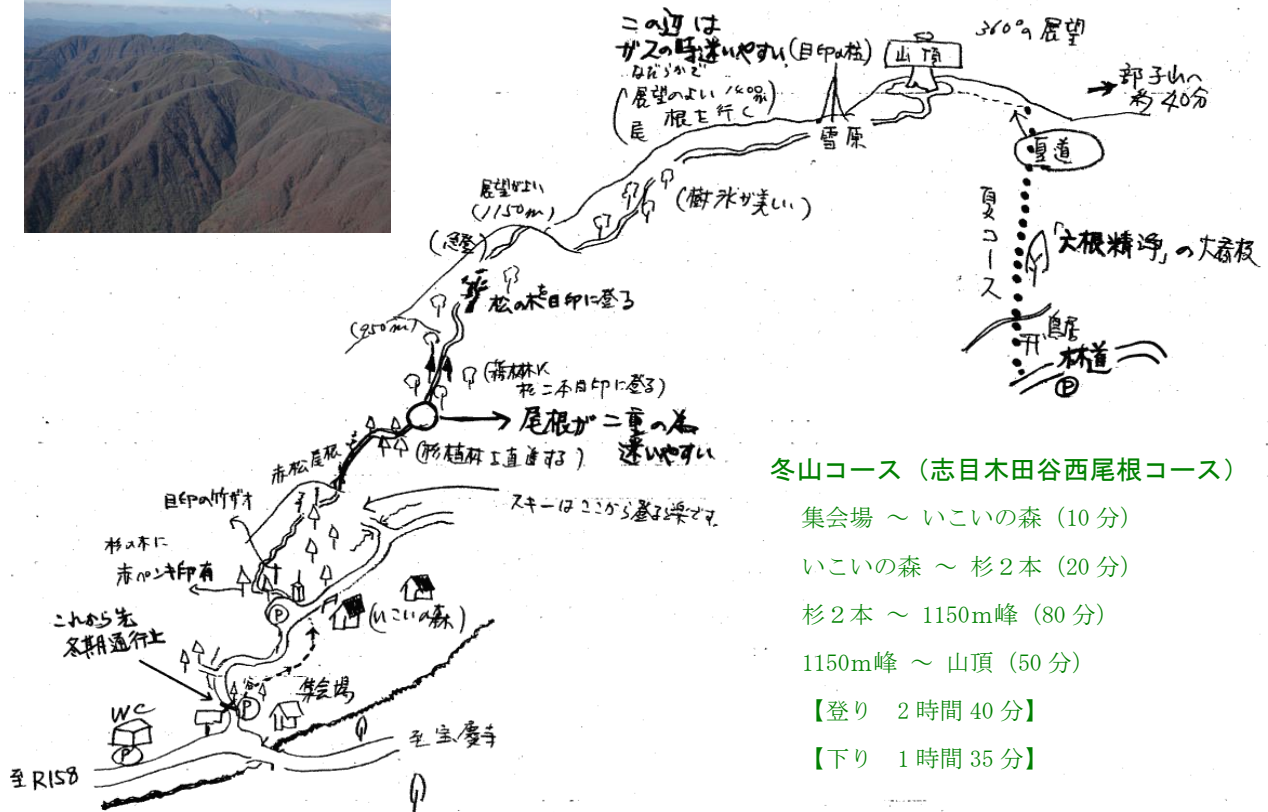 この辺は
ガスの時迷いやすい
(目印の松)
なだらかで
展望のよい1400m
尾根を行く
山頂
360°の展望
部子山へ
約40分
雪原
夏道
夏コース
「六根精浄」の大看板
鳥居
林道
P
(樹氷が美しい)
展望がよい
(1150m)
(急登)
松の木を目印に登る
(950m)
杉二本目印に登る)
尾根が二重の為
迷いやすい
(杉植林を直進する)
赤松尾根
目印の竹ザオ
スキーはここから登ると楽です。
杉の木に
赤ペンキ印有
P
(いこいの森)
これから先
冬期通行止
集会場
P
WC
P
至宝慶寺
至R158
冬山コース（志目木田谷西尾根コース）
集会場 ～ いこいの森（10分）
いこいの森 ～ 杉２本（20分）
杉２本 ～ 1150m峰（80分）
1150m峰 ～ 山頂（50分）
【登り　２時間40分】
【下り　１時間35分】